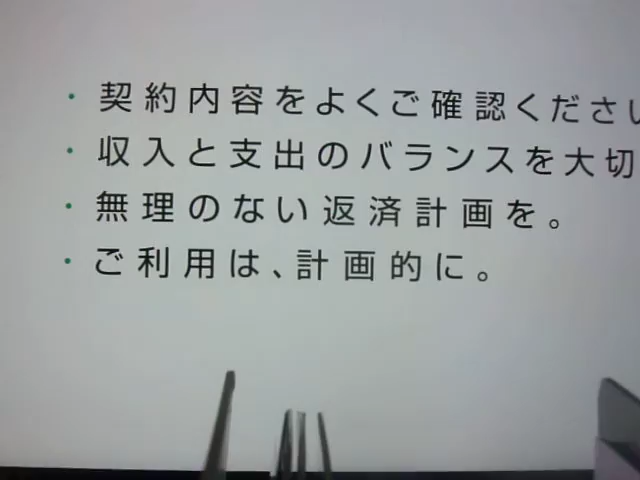 ・契約内容をよくご確認ください
・収入と支出のバランスを大切
・無理のない返済計画を。
・ご利用は、計画的に。